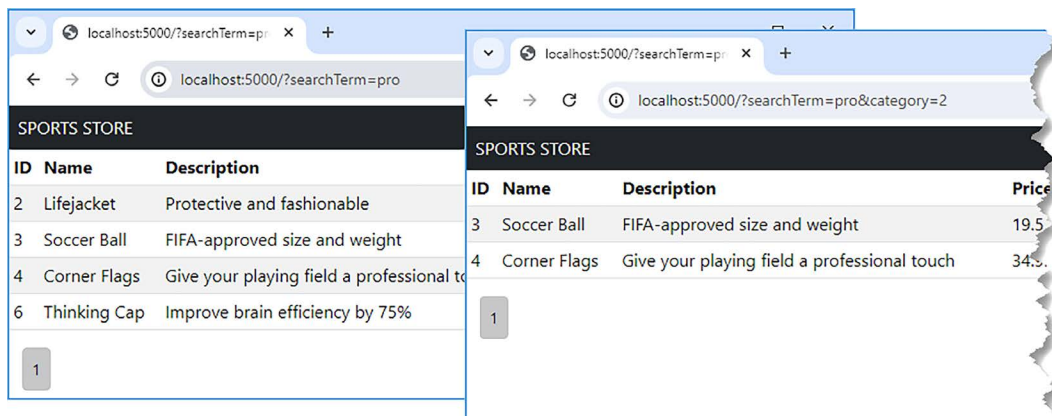 localhost:5000/?searchTerm=pr
localhost:5000/?searchTerm=pro
SPORTS STORE
ID Name Description
2 Lifejacket Protective and fashionable
3 Soccer Ball FIFA-approved size and weight
4 Corner Flags Give your playing field a professional
6 Thinking Cap Improve brain efficiency by 75%
1
localhost:5000/?searchTerm=pr
localhost:5000/?searchTerm=pro&category=2
SPORTS STORE
ID Name Description Price
3 Soccer Ball FIFA-approved size and weight 19.5
4 Corner Flags Give your playing field a professional touch
1